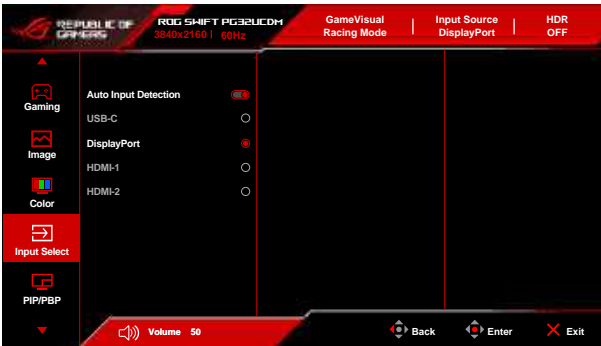 REPUBLIC OF
GAMERS
ROG SWIFT PG32UCDM
3840x2160 | 60Hz
GameVisual
Racing Mode
Input Source
DisplayPort
HDR
OFF
Gaming
Image
Color
Input Select
PIP/PBP
Auto Input Detection
USB-C
DisplayPort
HDMI-1
HDMI-2
Volume 50
Back
Enter
Exit